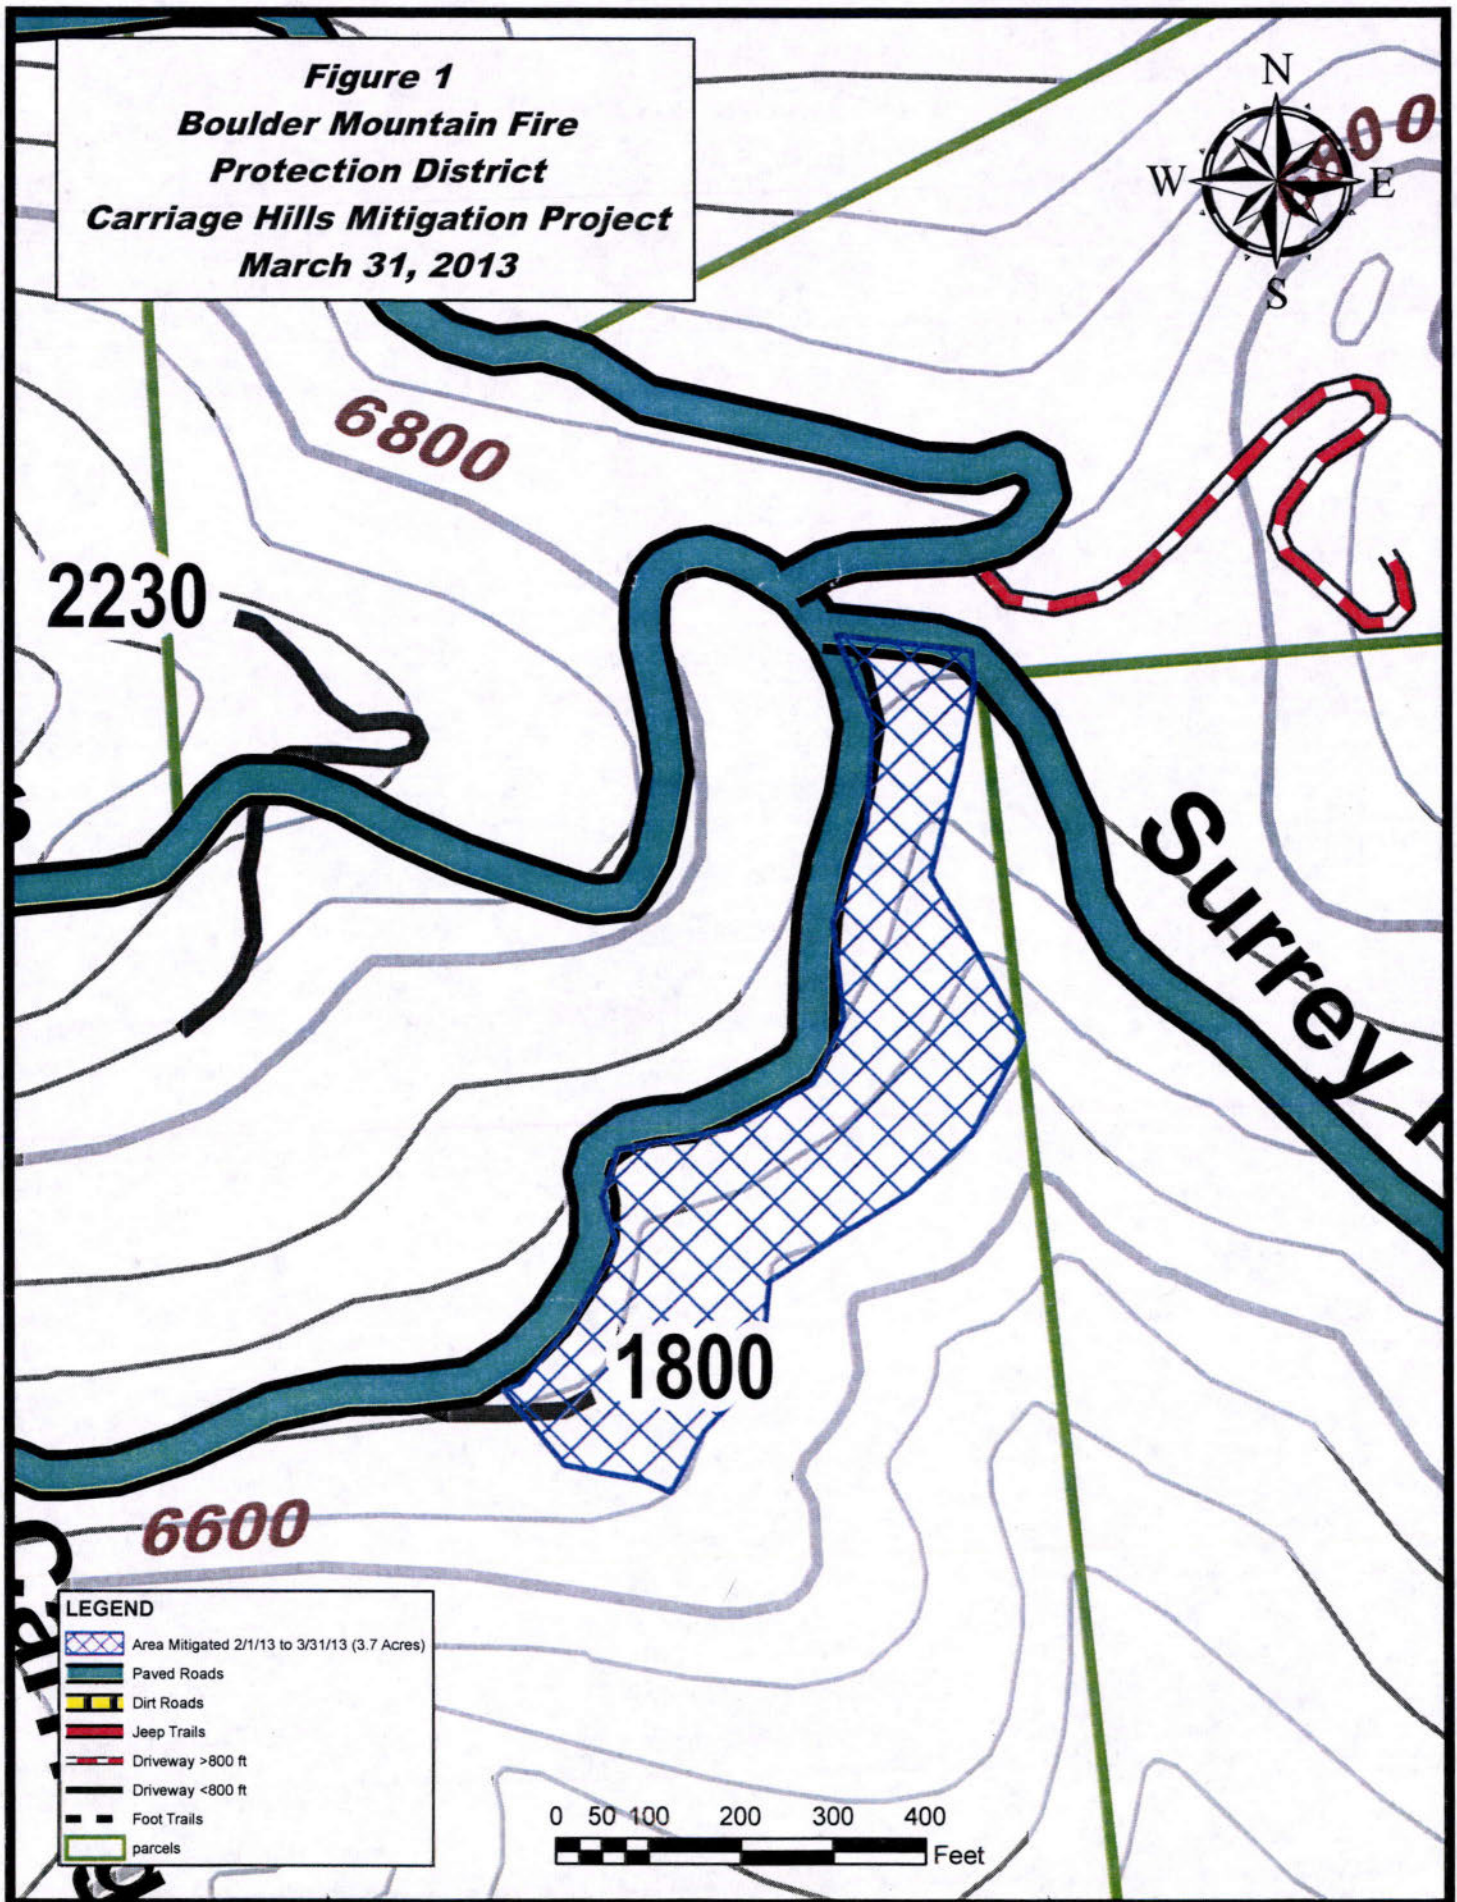 Figure 1
Boulder Mountain Fire
Protection District
Carriage Hills Mitigation Project
March 31, 2013
N
W
E
S
6800
6800
2230
Surrey
1800
6600
LEGEND
Area Mitigated 2/1/13 to 3/31/13 (3.7 Acres)
Paved Roads
Dirt Roads
Jeep Trails
Driveway >800 ft
Driveway <800 ft
Foot Trails
parcels
0 50 100 200 300 400
Feet